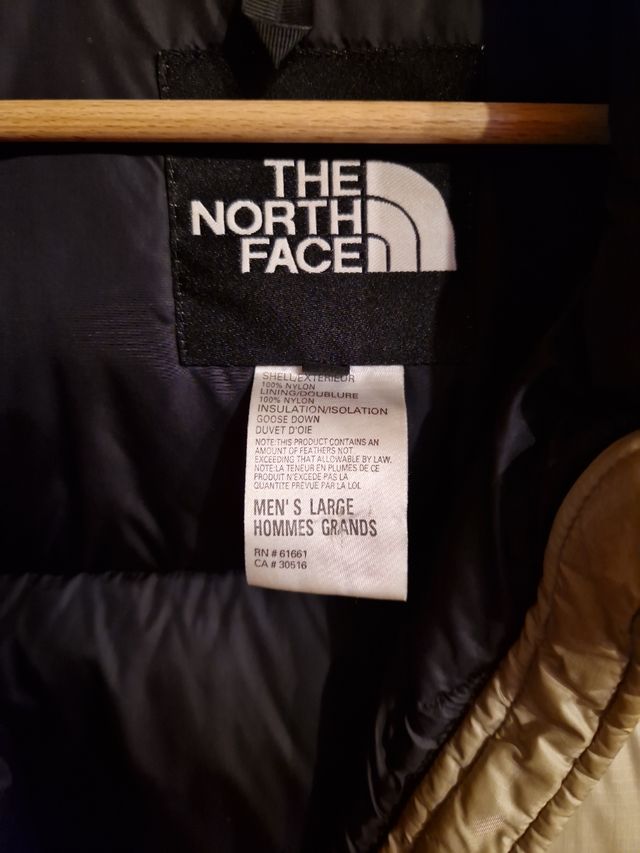 THE
NORTH
FACE
SHELL/EXTERIEUR
100% NYLON
LINING/DOUBLURE
100% NYLON
INSULATION/ISOLATION
GOOSE DOWN
DUVET D'OIE
NOTE:THIS PRODUCT CONTAINS AN
AMOUNT OF FEATHERS NOT
EXCEEDING THAT ALLOWABLE BY LAW.
NOTE:LA TENEUR EN PLUMES DE CE
PRODUIT N'EXCEDE PAS LA
QUANTITE PREVUE PAR LA LOI.
MEN'S LARGE
HOMMES GRANDS
RN # 61661
CA # 30516